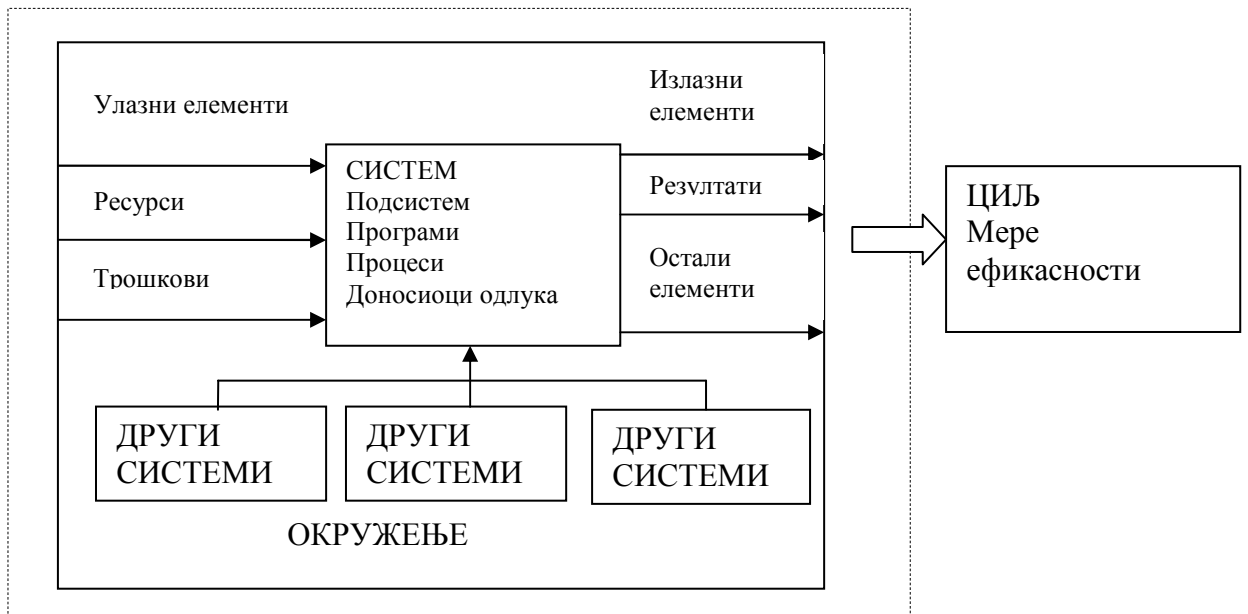 Улазни елементи
Ресурси
Трошкови
СИСТЕМ
Подсистем
Програми
Процеси
Доносиоци одлука
Излазни
елементи
Резултати
Остали
елементи
ЦИЉ
Мере
ефикасности
ДРУГИ
СИСТЕМИ
ДРУГИ
СИСТЕМИ
ДРУГИ
СИСТЕМИ
ОКРУЖЕЊЕ